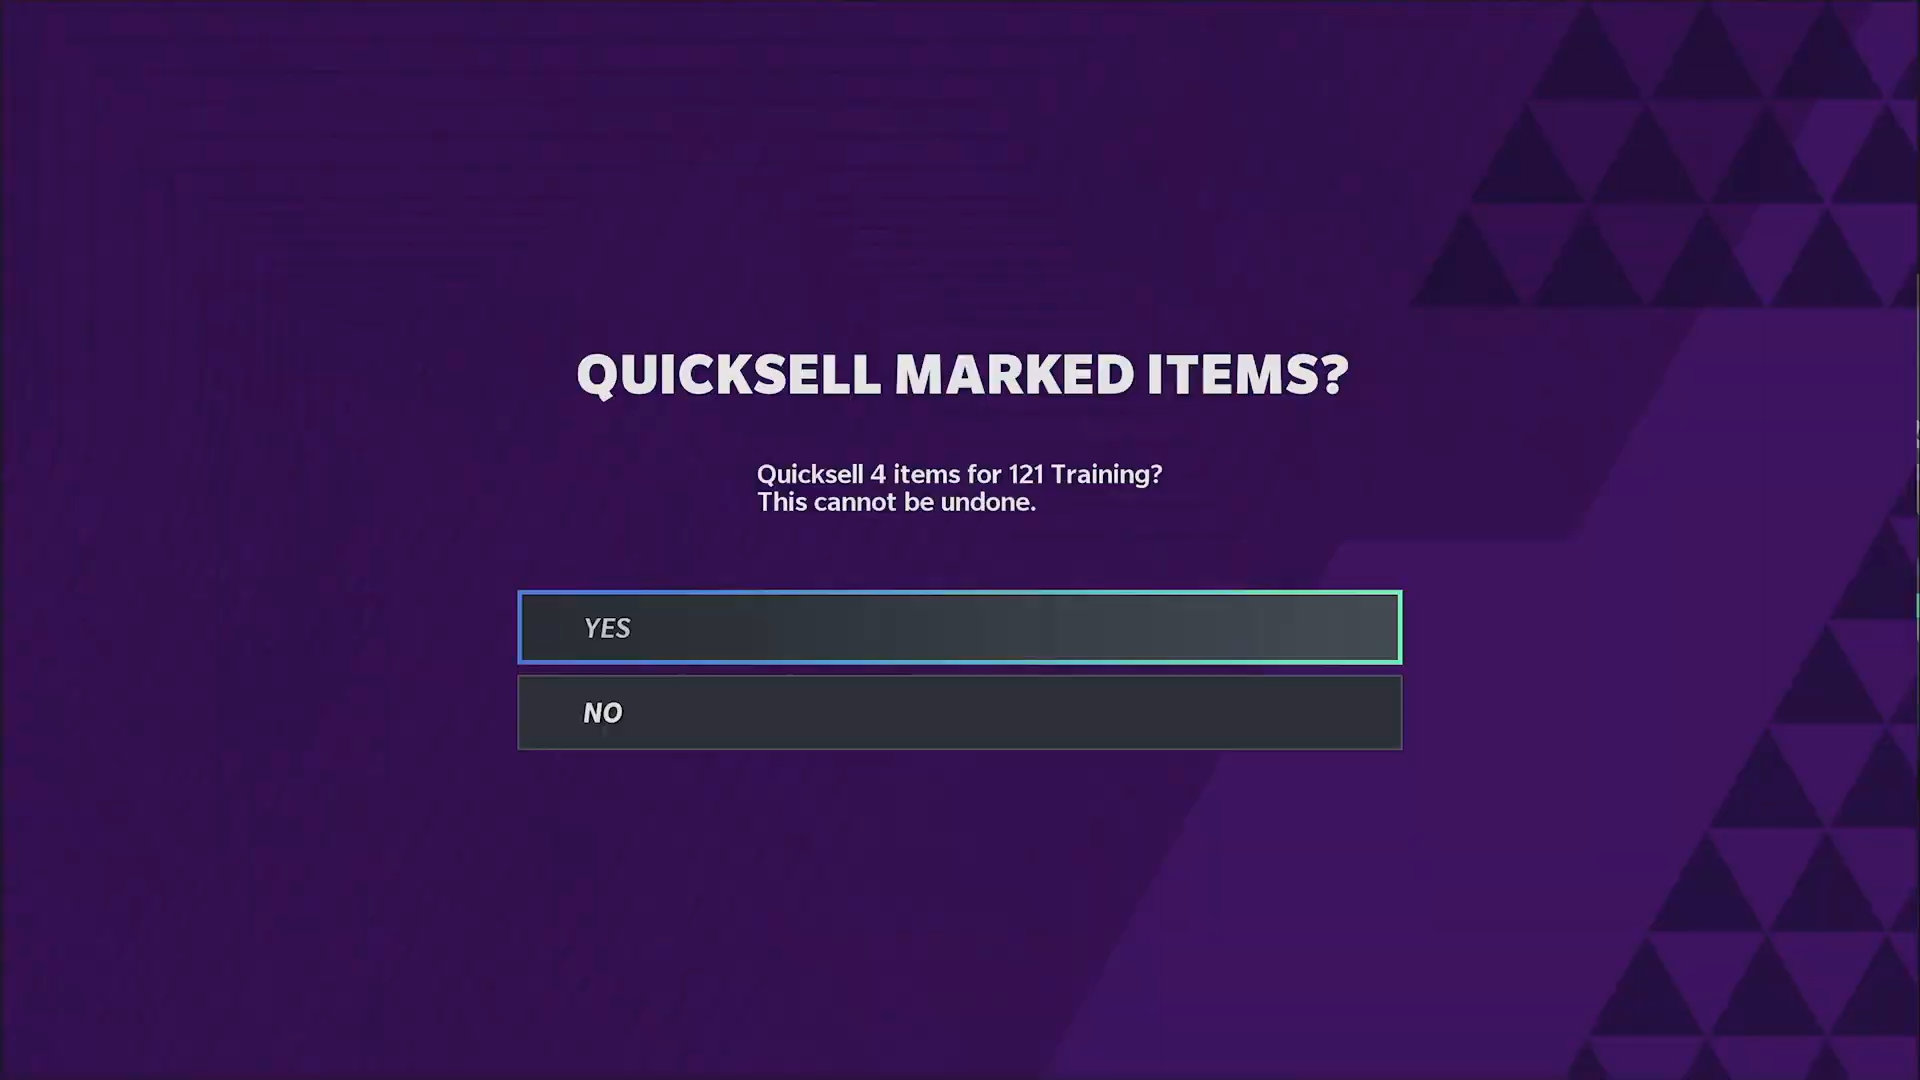 QUICKSELL MARKED ITEMS?
Quicksell 4 items for 121 Training?
This cannot be undone.
YES
NO